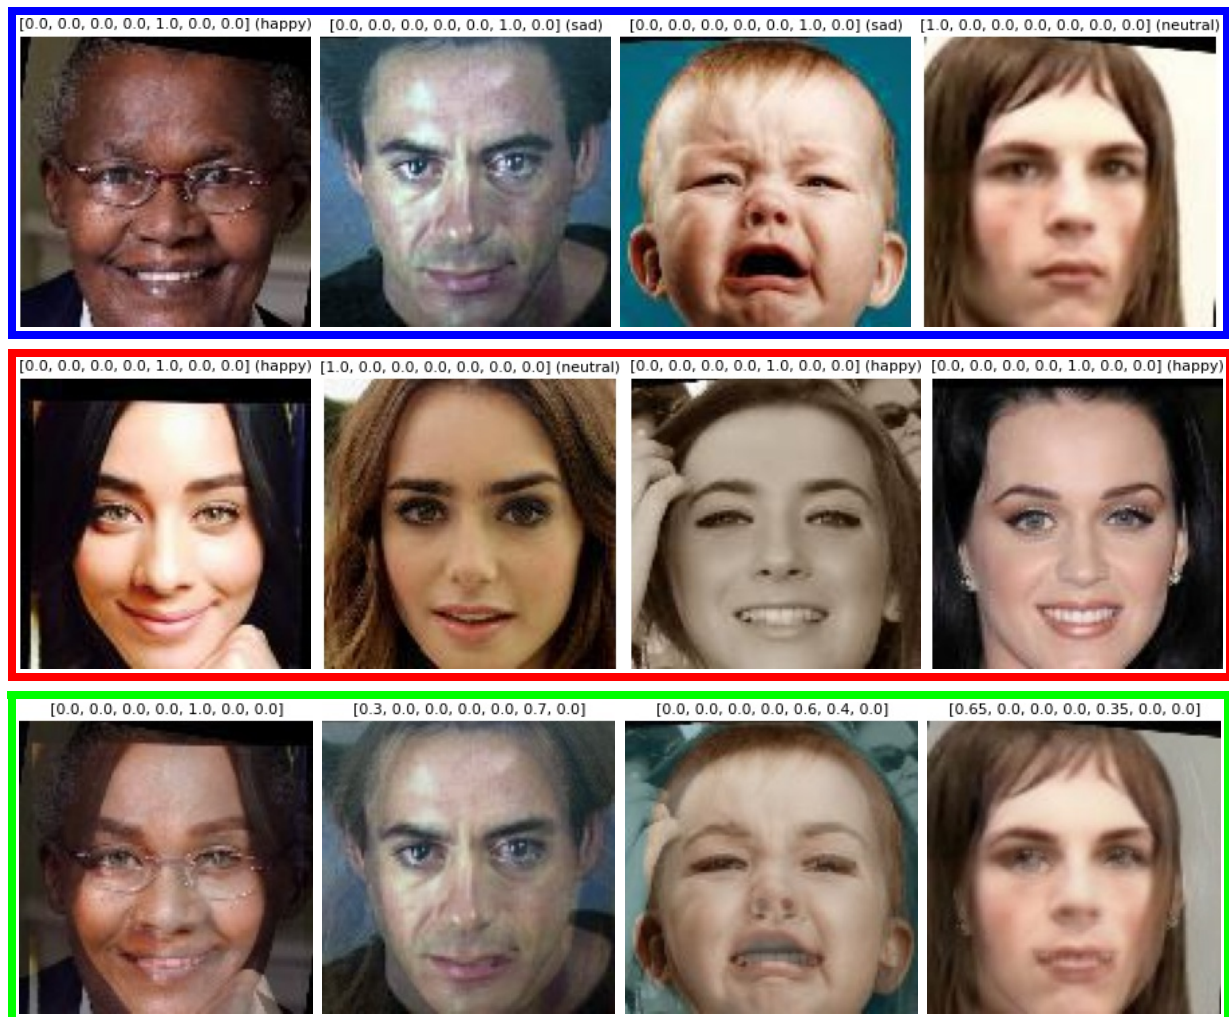 [0.0, 0.0, 0.0, 0.0, 1.0, 0.0, 0.0] (happy)
[0.0, 0.0, 0.0, 0.0, 0.0, 1.0, 0.0] (sad)
[0.0, 0.0, 0.0, 0.0, 0.0, 1.0, 0.0] (sad)
[1.0, 0.0, 0.0, 0.0, 0.0, 0.0, 0.0] (neutral)
[0.0, 0.0, 0.0, 0.0, 1.0, 0.0, 0.0] (happy)
[1.0, 0.0, 0.0, 0.0, 0.0, 0.0, 0.0] (neutral)
[0.0, 0.0, 0.0, 0.0, 1.0, 0.0, 0.0] (happy)
[0.0, 0.0, 0.0, 0.0, 1.0, 0.0, 0.0] (happy)
[0.0, 0.0, 0.0, 0.0, 1.0, 0.0, 0.0]
[0.3, 0.0, 0.0, 0.0, 0.0, 0.7, 0.0]
[0.0, 0.0, 0.0, 0.0, 0.6, 0.4, 0.0]
[0.65, 0.0, 0.0, 0.0, 0.35, 0.0, 0.0]